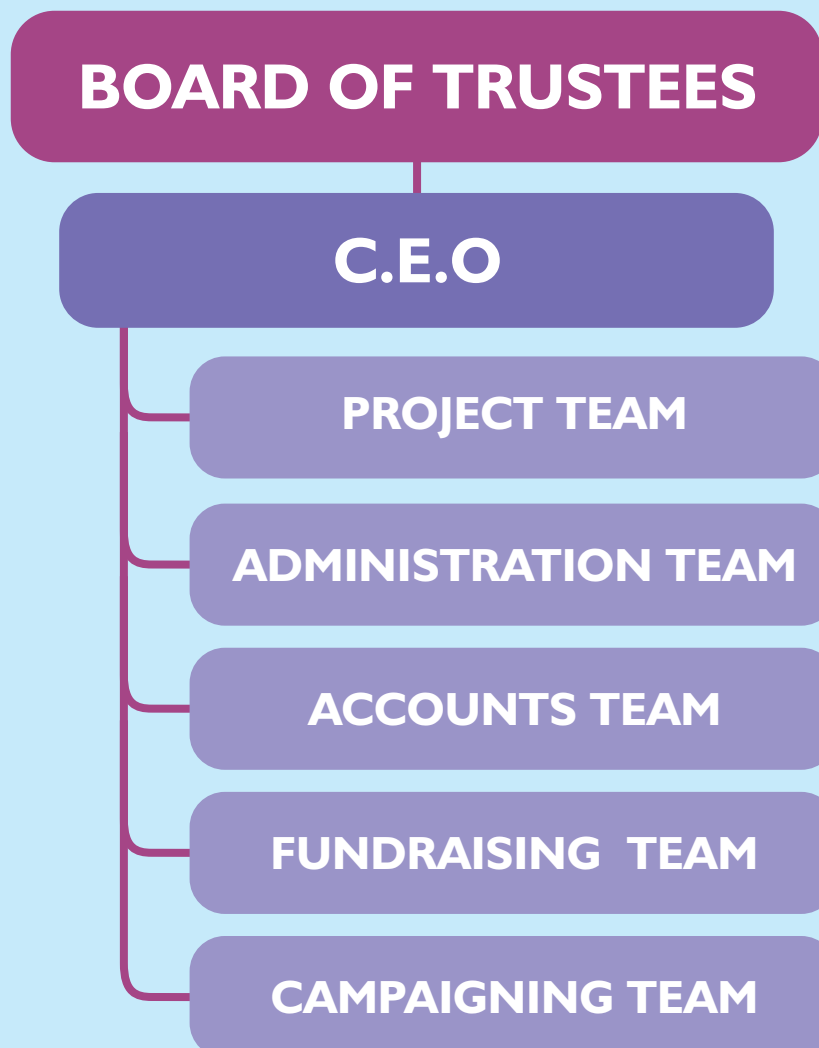 BOARD OF TRUSTEES
C.E.O
PROJECT TEAM
ADMINISTRATION TEAM
ACCOUNTS TEAM
FUNDRAISING  TEAM
CAMPAIGNING TEAM